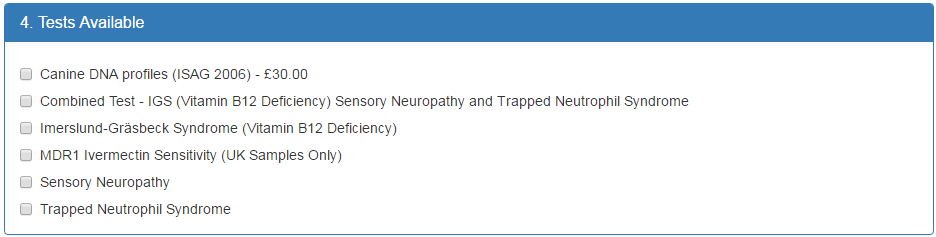 4. Tests Available
Canine DNA profiles (ISAG 2006) - £30.00
Combined Test - IGS (Vitamin B12 Deficiency) Sensory Neuropathy and Trapped Neutrophil Syndrome
Imerslund-Gräsbeck Syndrome (Vitamin B12 Deficiency)
MDR1 Ivermectin Sensitivity (UK Samples Only)
Sensory Neuropathy
Trapped Neutrophil Syndrome